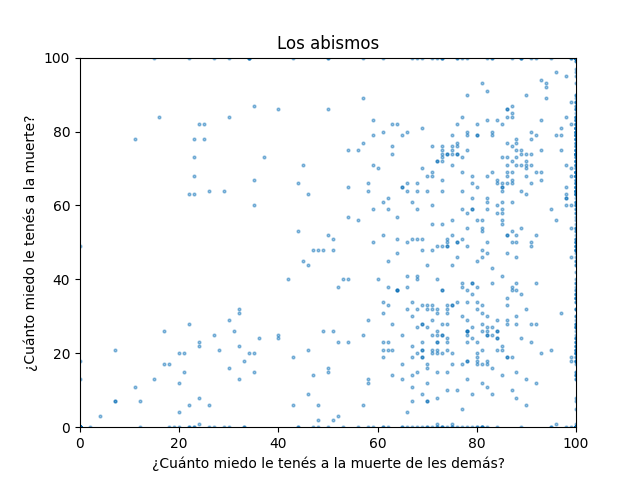 Los abismos
¿Cuánto miedo le tenés a la muerte?
100
80
60
40
20
0
0 20 40 60 80 100
¿Cuánto miedo le tenés a la muerte de les demás?